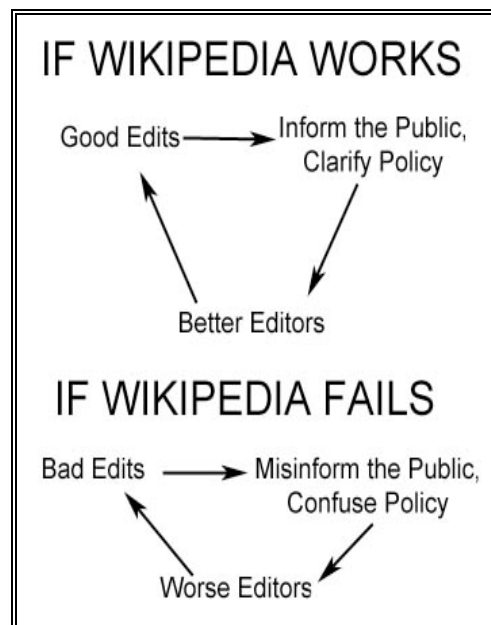 IF WIKIPEDIA WORKS
Good Edits
Inform the Public,
Clarify Policy
Better Editors
IF WIKIPEDIA FAILS
Bad Edits
Misinform the Public,
Confuse Policy
Worse Editors